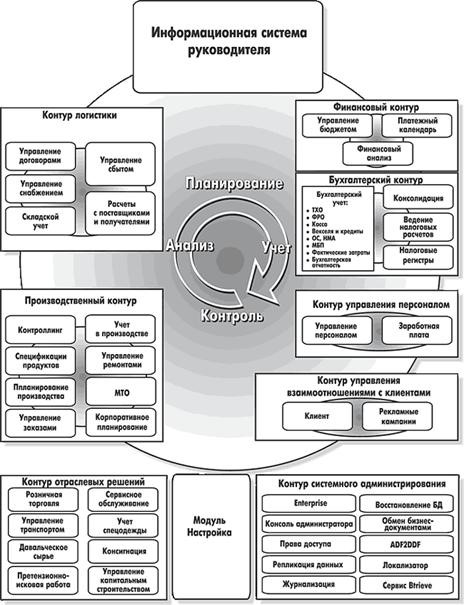 Информационная система
руководителя
Контур логистики
Управление
договорами
Управление
сбытом
Управление
снабжением
Складской
учет
Расчеты
с поставщиками
и получателями
Финансовый контур
Управление
бюджетом
Платежный
календарь
Финансовый
анализ
Бухгалтерский контур
Бухгалтерский
учет:
• ТХО
• ФРО
• Касса
• Векселя и кредиты
• ОС, НМА
• МБП
• Фактические затраты
• Бухгалтерская
отчетность
Консолидация
Ведение
налоговых
расчетов
Налоговые
регистры
Планирование
Анализ
Учет
Контроль
Производственный контур
Контроллинг
Учет
в производстве
Спецификации
продуктов
Управление
ремонтами
Ппланирование
производства
МТО
Управление
заказами
Корпоративное
планирование
Контур управления персоналом
Управление
персоналом
Заработная
плата
Контур управления
взаимоотношениями с клиентами
Клиент
Рекламные
кампании
Контур отраслевых решений
Розничная
торговля
Сервисное
обслуживание
Управление
транспортом
Учет
спецодежды
Давальческое
сырье
Консигнация
Претензионно-
исковая работа
Управление
капитальным
строительством
Модуль
Настройка
Контур системного администрирования
Enterprise
Восстановление БД
Консоль администратора
Обмен бизнес-
документами
Права доступа
ADF2DDF
Репликация данных
Локализатор
Журнализация
Сервис Btrieve